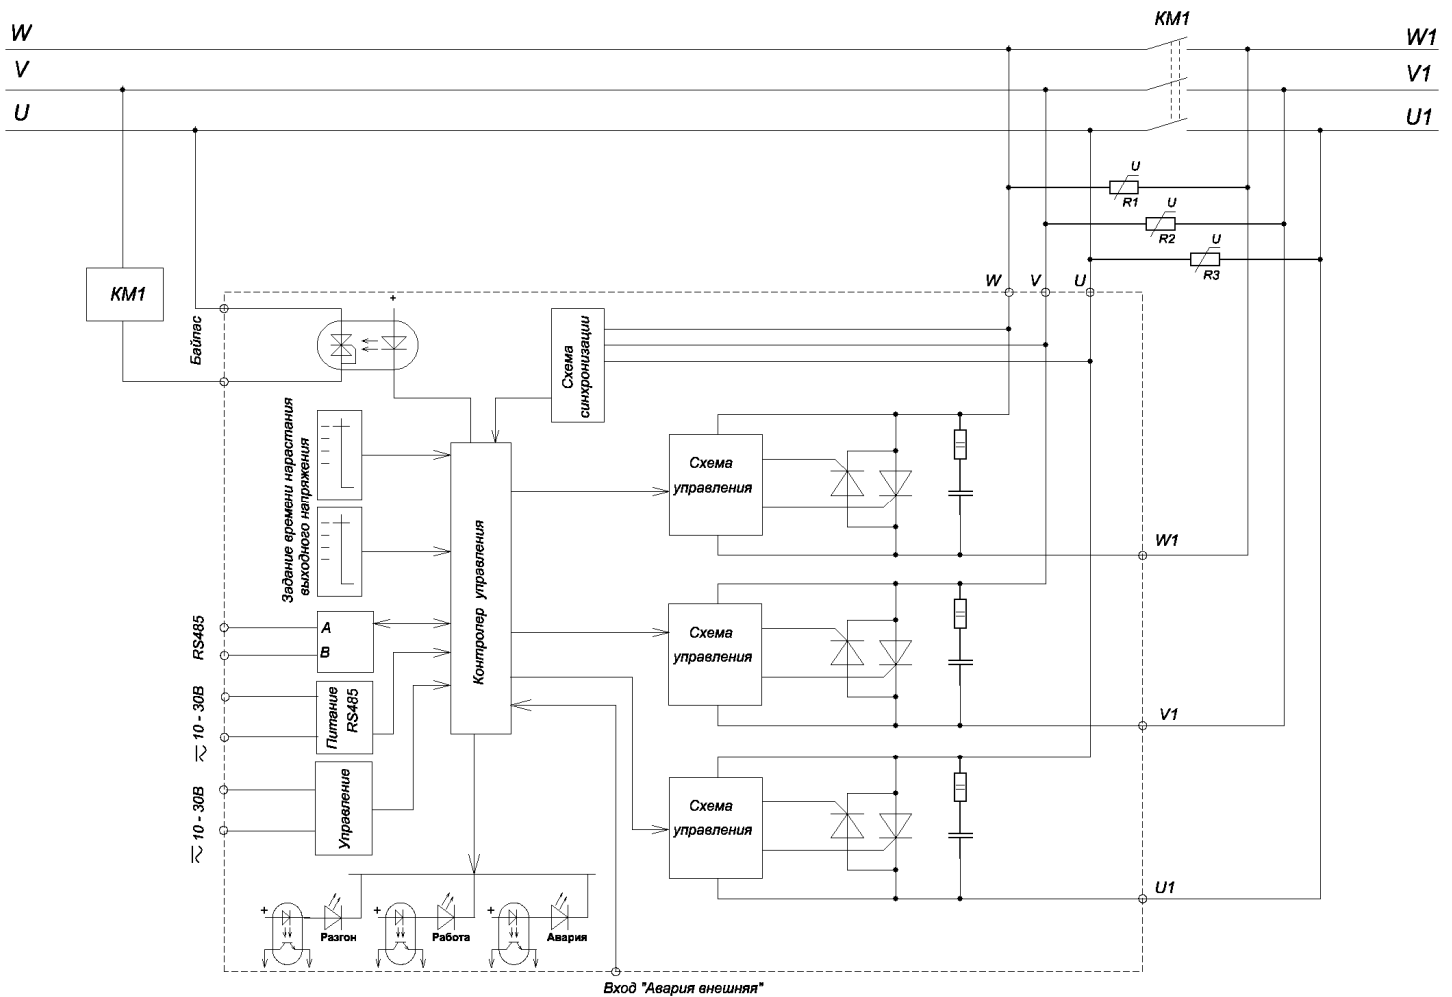 W
КМ1
W1
V
V1
U
U1
U
R1
U
R2
U
R3
КМ1
W
V
U
+
Байпас
Схема
синхронизации
Задание времени нарастания
выходного напряжения
Контролер управления
Схема
управления
W1
RS485
A
B
Схема
управления
10 - 30В
Питание
RS485
V1
10 - 30В
Управление
Схема
управления
U1
+
Разгон
+
Работа
+
Авария
Вход "Авария внешняя"